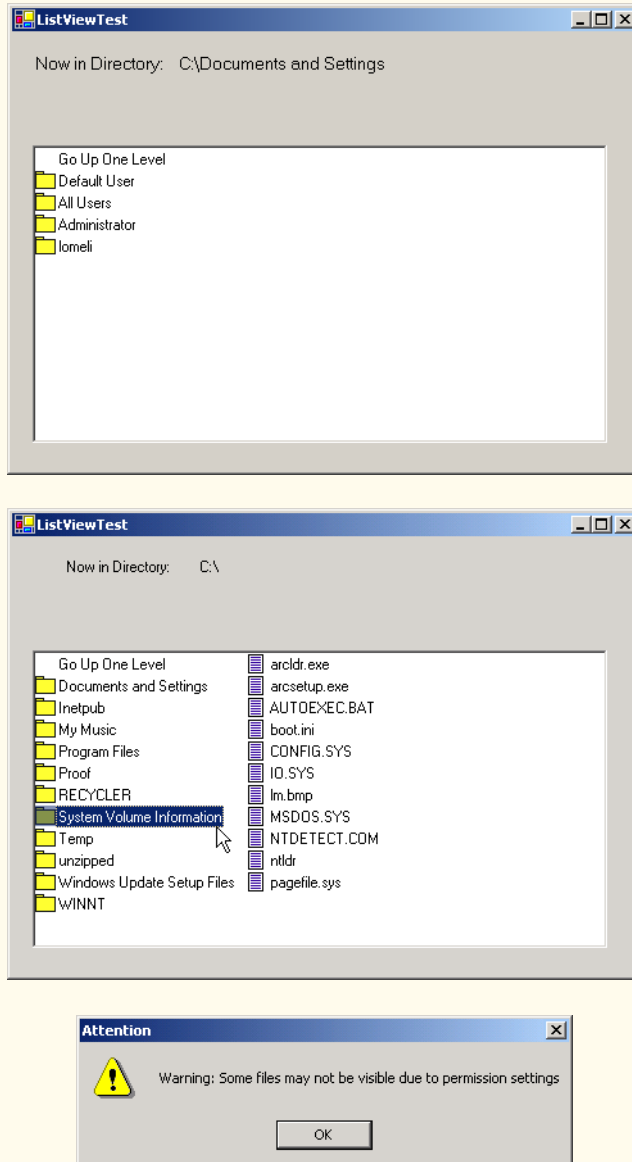 ListViewTest
Now in Directory: C:\Documents and Settings
Go Up One Level
Default User
All Users
Administrator
lomeli
ListViewTest
Now in Directory: C:\
Go Up One Level
Documents and Settings
Inetpub
My Music
Program Files
Proof
RECYCLER
System Volume Information
Temp
unzipped
Windows Update Setup Files
WINNT
arcldr.exe
arcsetup.exe
AUTOEXEC.BAT
boot.ini
CONFIG.SYS
IO.SYS
lm.bmp
MSDOS.SYS
NTDETECT.COM
ntldr
pagefile.sys
Attention
Warning: Some files may not be visible due to permission settings
OK